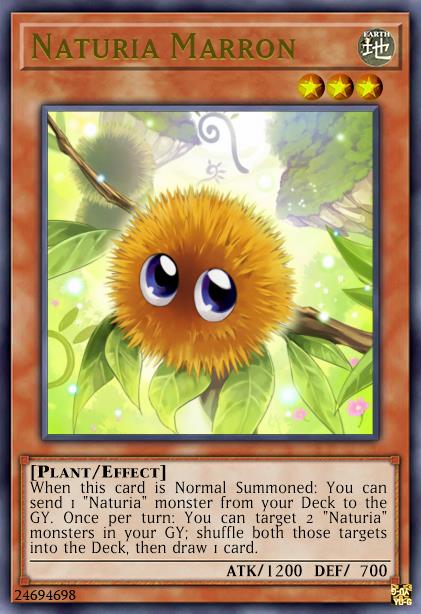 NATURIA MARRON
EARTH
地
[PLANT/EFFECT]
When this card is Normal Summoned: You can
send 1 "Naturia" monster from your Deck to the
GY. Once per turn: You can target 2 "Naturia"
monsters in your GY; shuffle both those targets
into the Deck, then draw 1 card.
ATK/1200 DEF/ 700
24694698